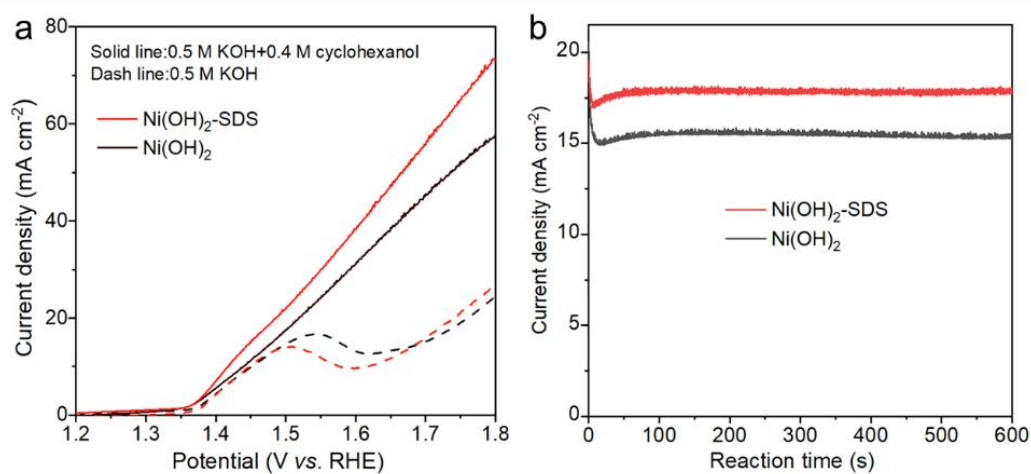 a
Solid line:0.5 M KOH+0.4 M cyclohexanol
Dash line:0.5 M KOH
Ni(OH)₂-SDS
Ni(OH)₂
Current density (mA cm⁻²)
80
60
40
20
0
1.2 1.3 1.4 1.5 1.6 1.7 1.8
Potential (V vs. RHE)
b
Ni(OH)₂-SDS
Ni(OH)₂
Current density (mA cm⁻²)
20
15
10
5
0
0 100 200 300 400 500 600
Reaction time (s)